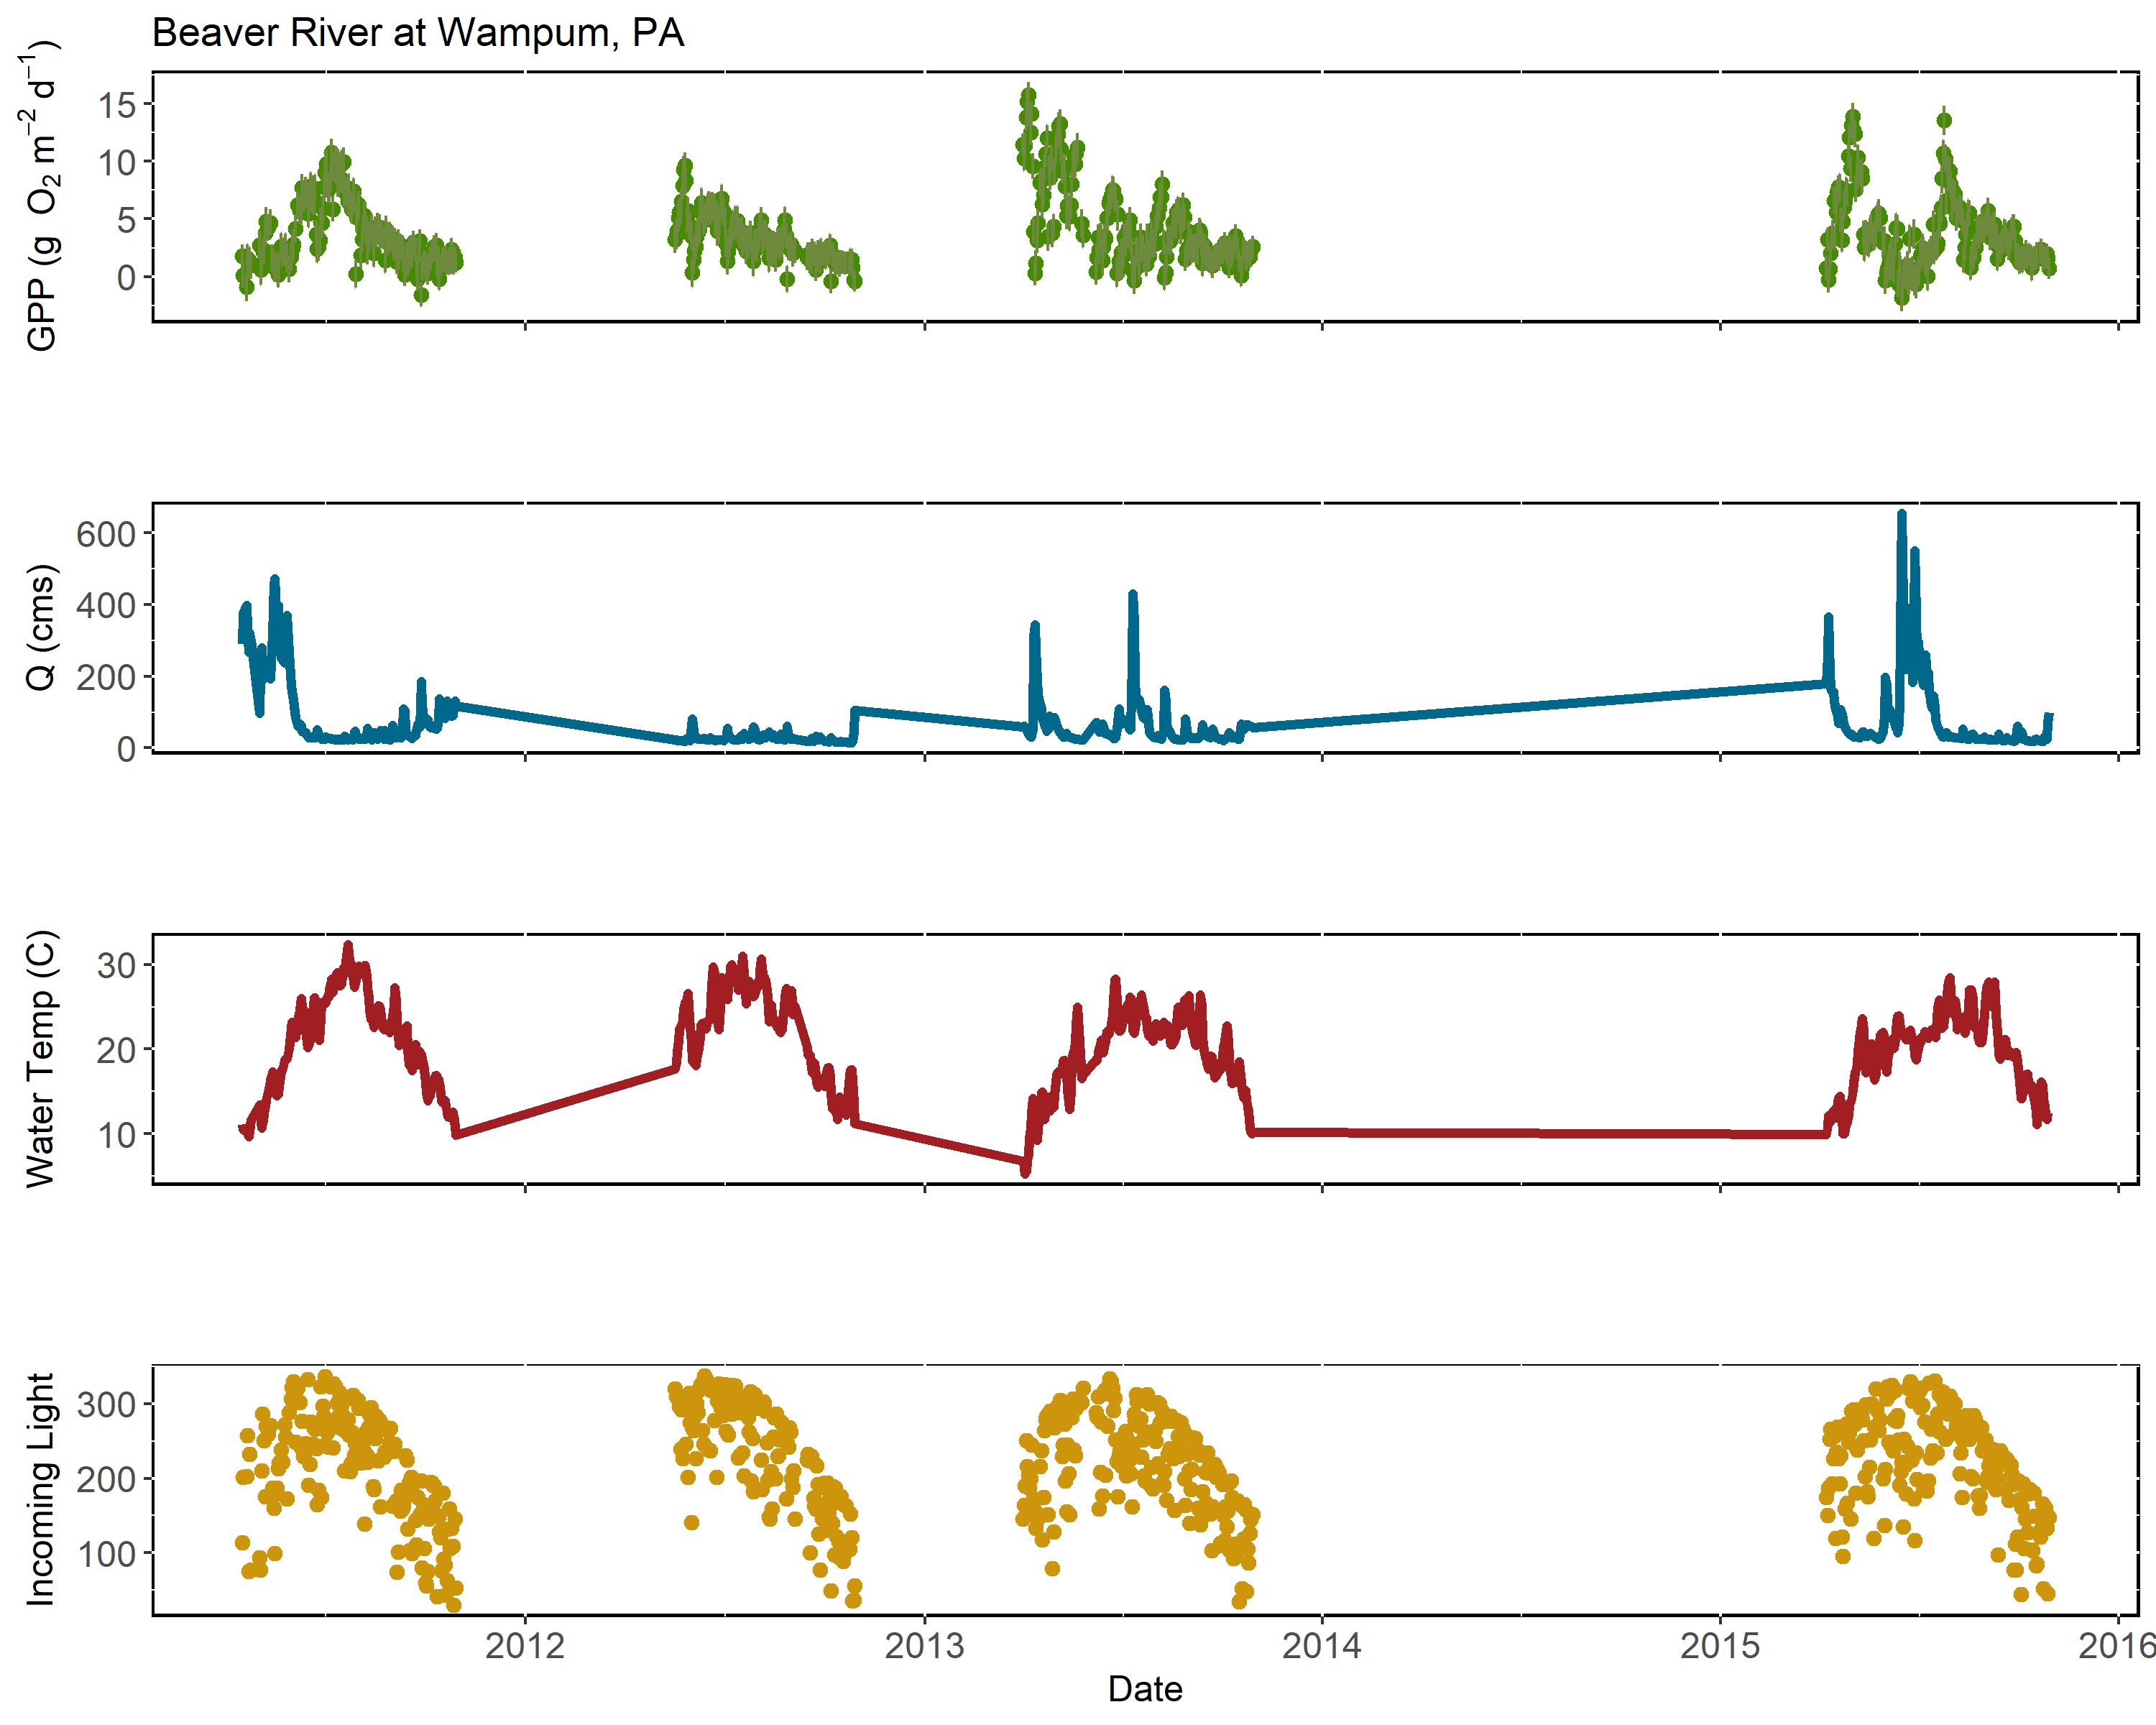 Beaver River at Wampum, PA
GPP (g O₂ m⁻² d⁻¹)
15
10
5
0
Q (cms)
600
400
200
0
Water Temp (C)
30
20
10
Incoming Light
300
200
100
2012 2013 2014 2015 2016
Date